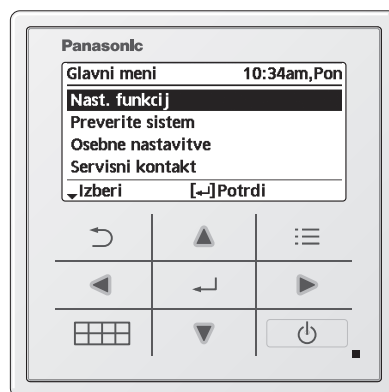 Panasonic
Glavni meni 10:34am,Pon
Nast. funkcij
Preverite sistem
Osebne nastavitve
Servisni kontakt
Izberi [↵]Potrdi